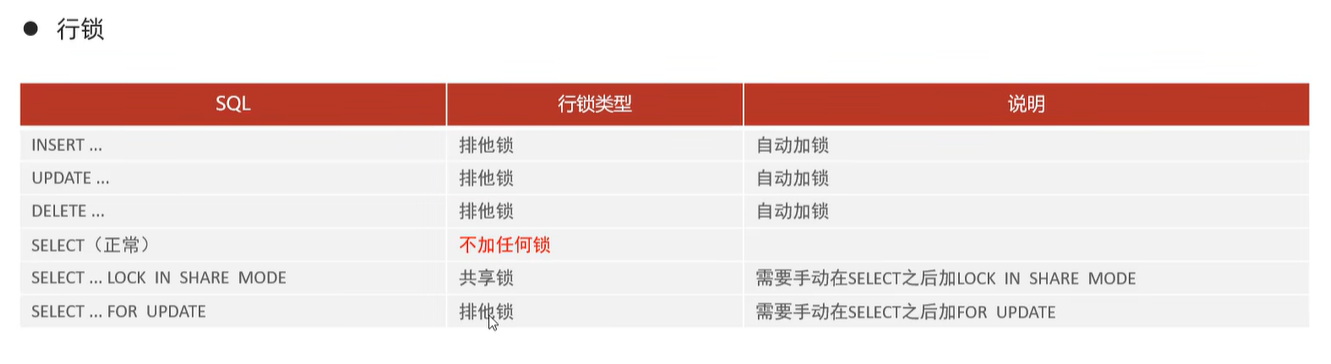 ● 行锁
SQL 行锁类型 说明
INSERT ... 排他锁 自动加锁
UPDATE ... 排他锁 自动加锁
DELETE ... 排他锁 自动加锁
SELECT（正常） 不加任何锁
SELECT ... LOCK IN SHARE MODE 共享锁 需要手动在SELECT之后加LOCK IN SHARE MODE
SELECT ... FOR UPDATE 排他锁 需要手动在SELECT之后加FOR UPDATE